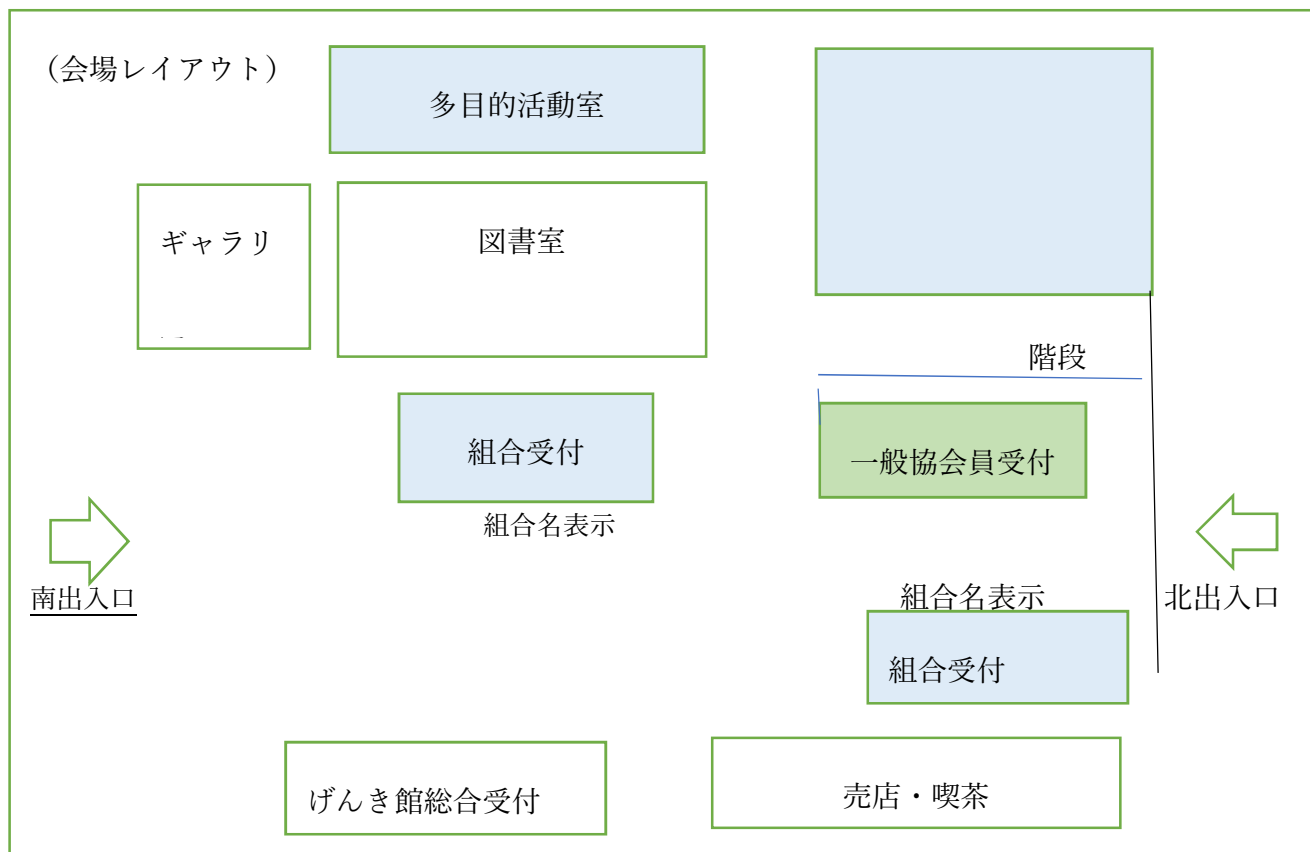 （会場レイアウト）
多目的活動室
ギャラリ
図書室
階段
組合受付
一般協会員受付
組合名表示
南出入口
組合名表示
北出入口
組合受付
げんき館総合受付
売店・喫茶